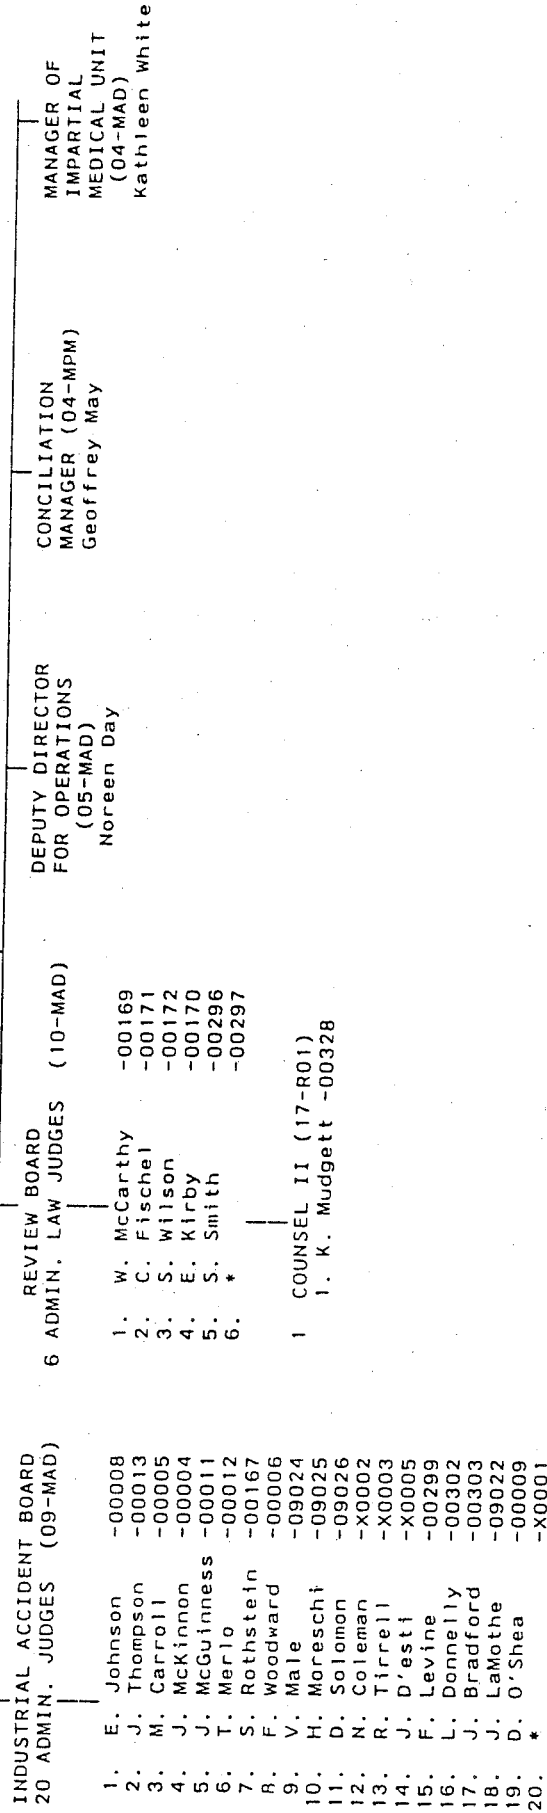 INDUSTRIAL ACCIDENT BOARD
20 ADMIN. JUDGES (09-MAD)
1. E. Johnson -00008
2. J. Thompson -00013
3. M. Carroll -00005
4. J. McKinnon -00004
5. J. McGuinness -00011
6. T. Merlo -00012
7. S. Rothstein -00167
8. F. Woodward -00006
9. V. Male -09024
10. H. Moreschi -09025
11. D. Solomon -09026
12. N. Coleman -X0002
13. R. Tirrell -X0003
14. J. D'esti -X0005
15. F. Levine -00299
16. L. Donnelly -00302
17. J. Bradford -00303
18. J. LaMothe -09022
19. D. O'Shea -00009
20. * -X0001
REVIEW BOARD
6 ADMIN. LAW JUDGES (10-MAD)
1. W. McCarthy -00169
2. C. Fischel -00171
3. S. Wilson -00172
4. E. Kirby -00170
5. S. Smith -00296
6. * -00297
1 COUNSEL II (17-R01)
1. K. Mudgett -00328
DEPUTY DIRECTOR
FOR OPERATIONS
(05-MAD)
Noreen Day
CONCILIATION
MANAGER (04-MPM)
Geoffrey May
MANAGER OF
IMPARTIAL
MEDICAL UNIT
(04-MAD)
Kathleen White